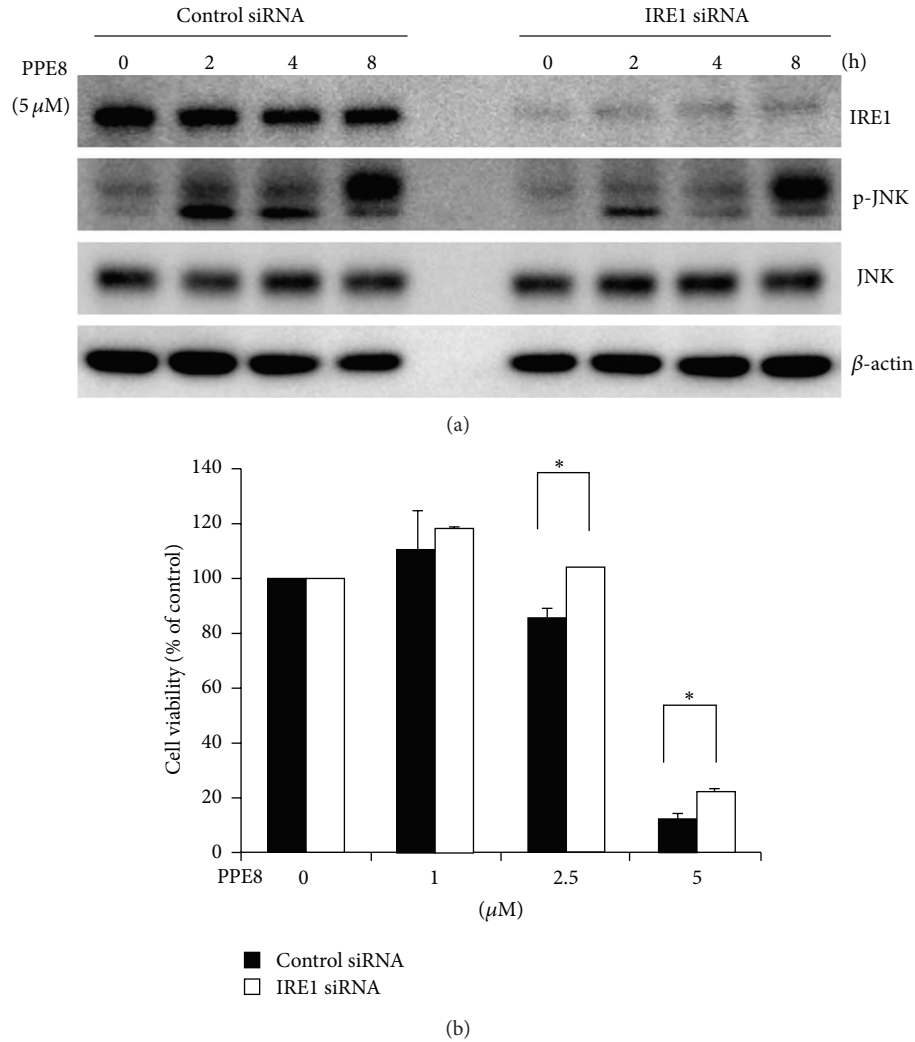 Control siRNA IRE1 siRNA
PPE8 0 2 4 8 0 2 4 8 (h)
(5 μM)
IRE1
p-JNK
JNK
β-actin
(a)
140
120
100
80
60
40
20
0
Cell viability (% of control)
* *
PPE8 0 1 2.5 5
(μM)
Control siRNA
IRE1 siRNA
(b)